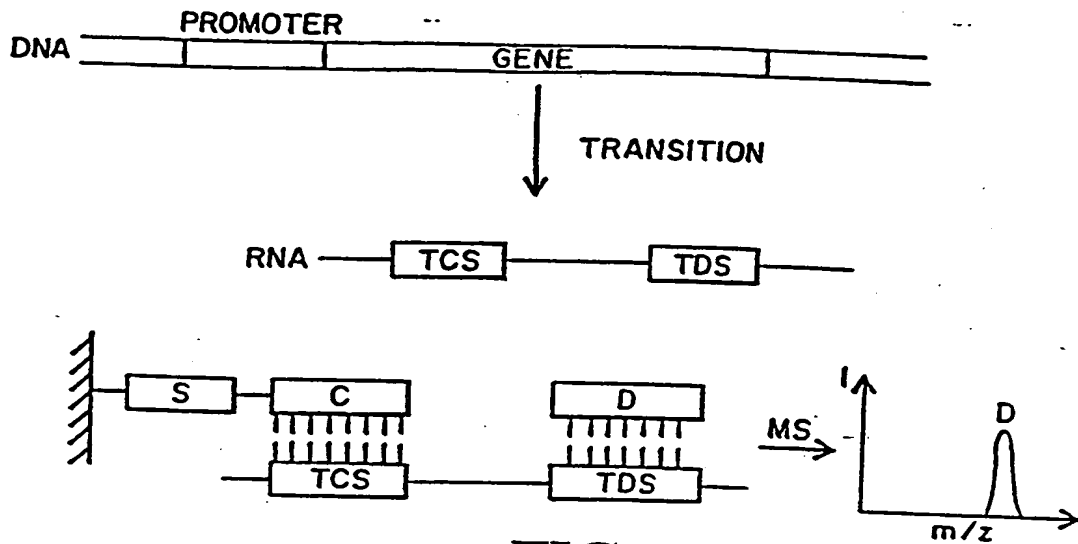 PROMOTER
DNA
GENE
TRANSITION
RNA
TCS
TDS
S
C
D
TCS
TDS
MS
I
D
m/z